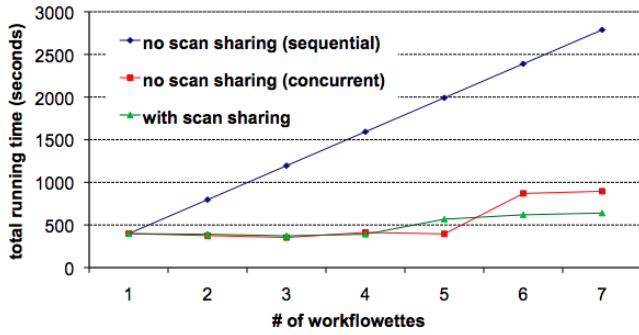 3000
2500
2000
1500
1000
500
0
total running time (seconds)
no scan sharing (sequential)
no scan sharing (concurrent)
with scan sharing
1 2 3 4 5 6 7
# of workflowettes